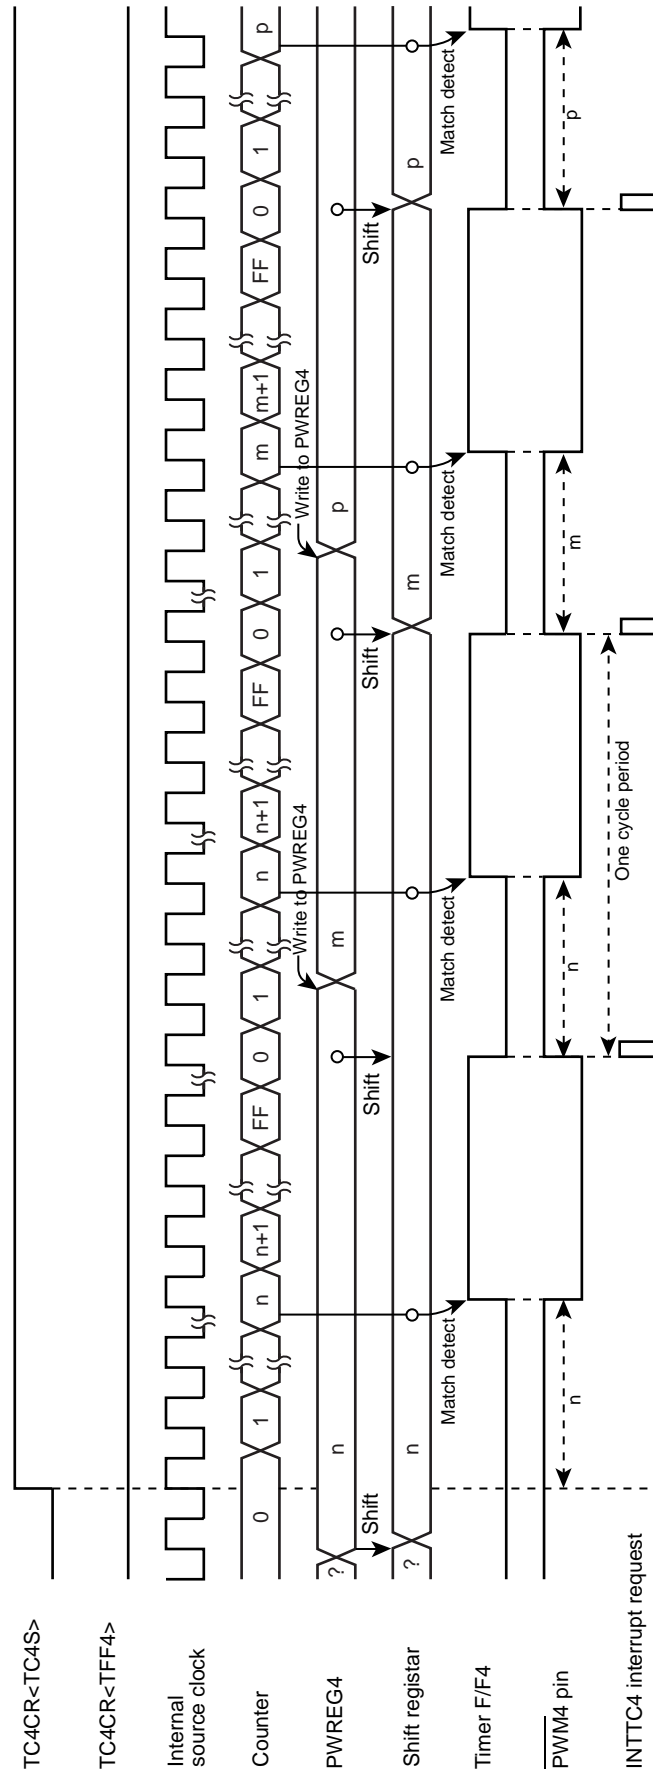 TC4CR<TC4S>
TC4CR<TFF4>
Internal
source clock
Counter 0 1 n n+1 FF 0 1 n n+1 FF 0 1 m m+1 FF 0 1 p
Write to PWREG4 Write to PWREG4
PWREG4 ? n m p
Shift Shift Shift Shift
Shift registar ? n m p
Match detect Match detect Match detect Match detect
Timer F/F4
PWM4 pin n n m p
One cycle period
INTTC4 interrupt request